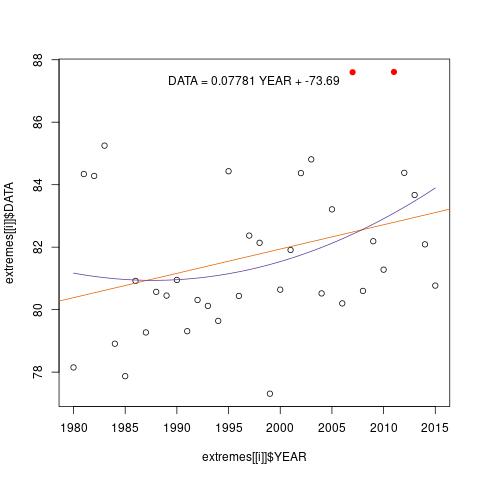 DATA = 0.07781 YEAR + -73.69
88
86
84
82
80
78
extremes[[i]]$DATA
1980 1985 1990 1995 2000 2005 2010 2015
extremes[[i]]$YEAR